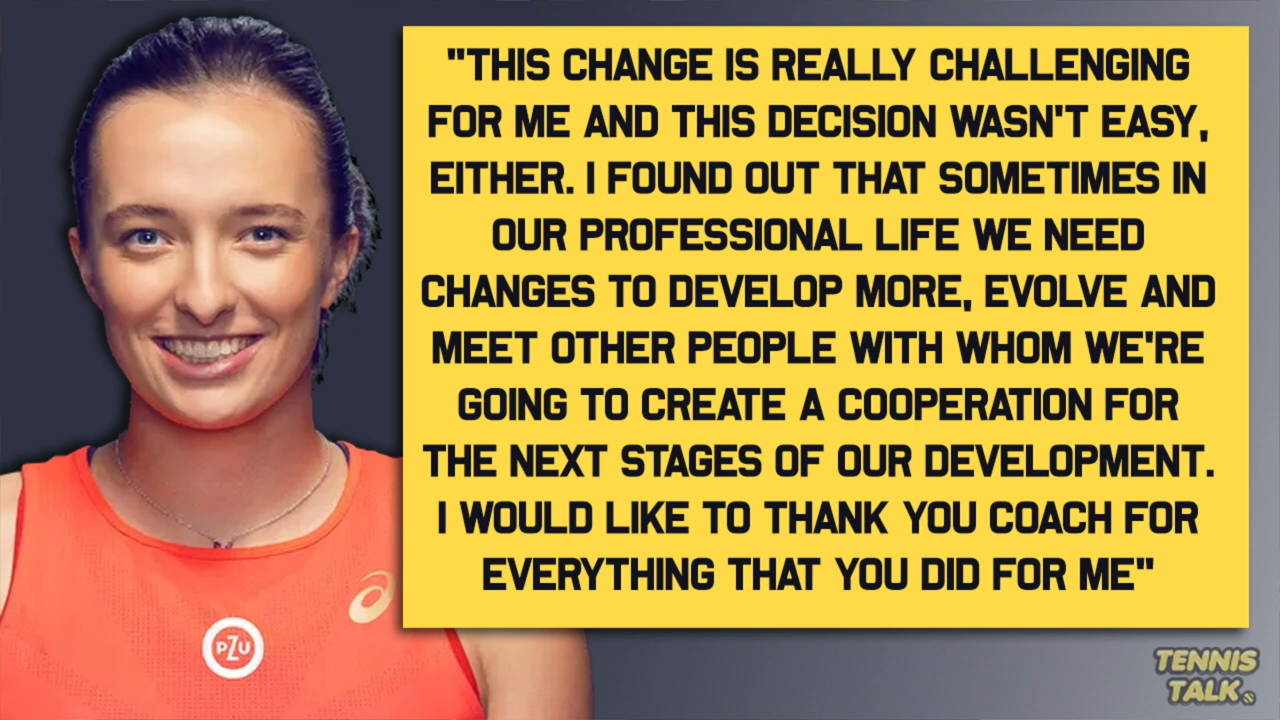 "THIS CHANGE IS REALLY CHALLENGING
FOR ME AND THIS DECISION WASN'T EASY,
EITHER. I FOUND OUT THAT SOMETIMES IN
OUR PROFESSIONAL LIFE WE NEED
CHANGES TO DEVELOP MORE, EVOLVE AND
MEET OTHER PEOPLE WITH WHOM WE'RE
GOING TO CREATE A COOPERATION FOR
THE NEXT STAGES OF OUR DEVELOPMENT.
I WOULD LIKE TO THANK YOU COACH FOR
EVERYTHING THAT YOU DID FOR ME"
PZU
TENNIS
TALK